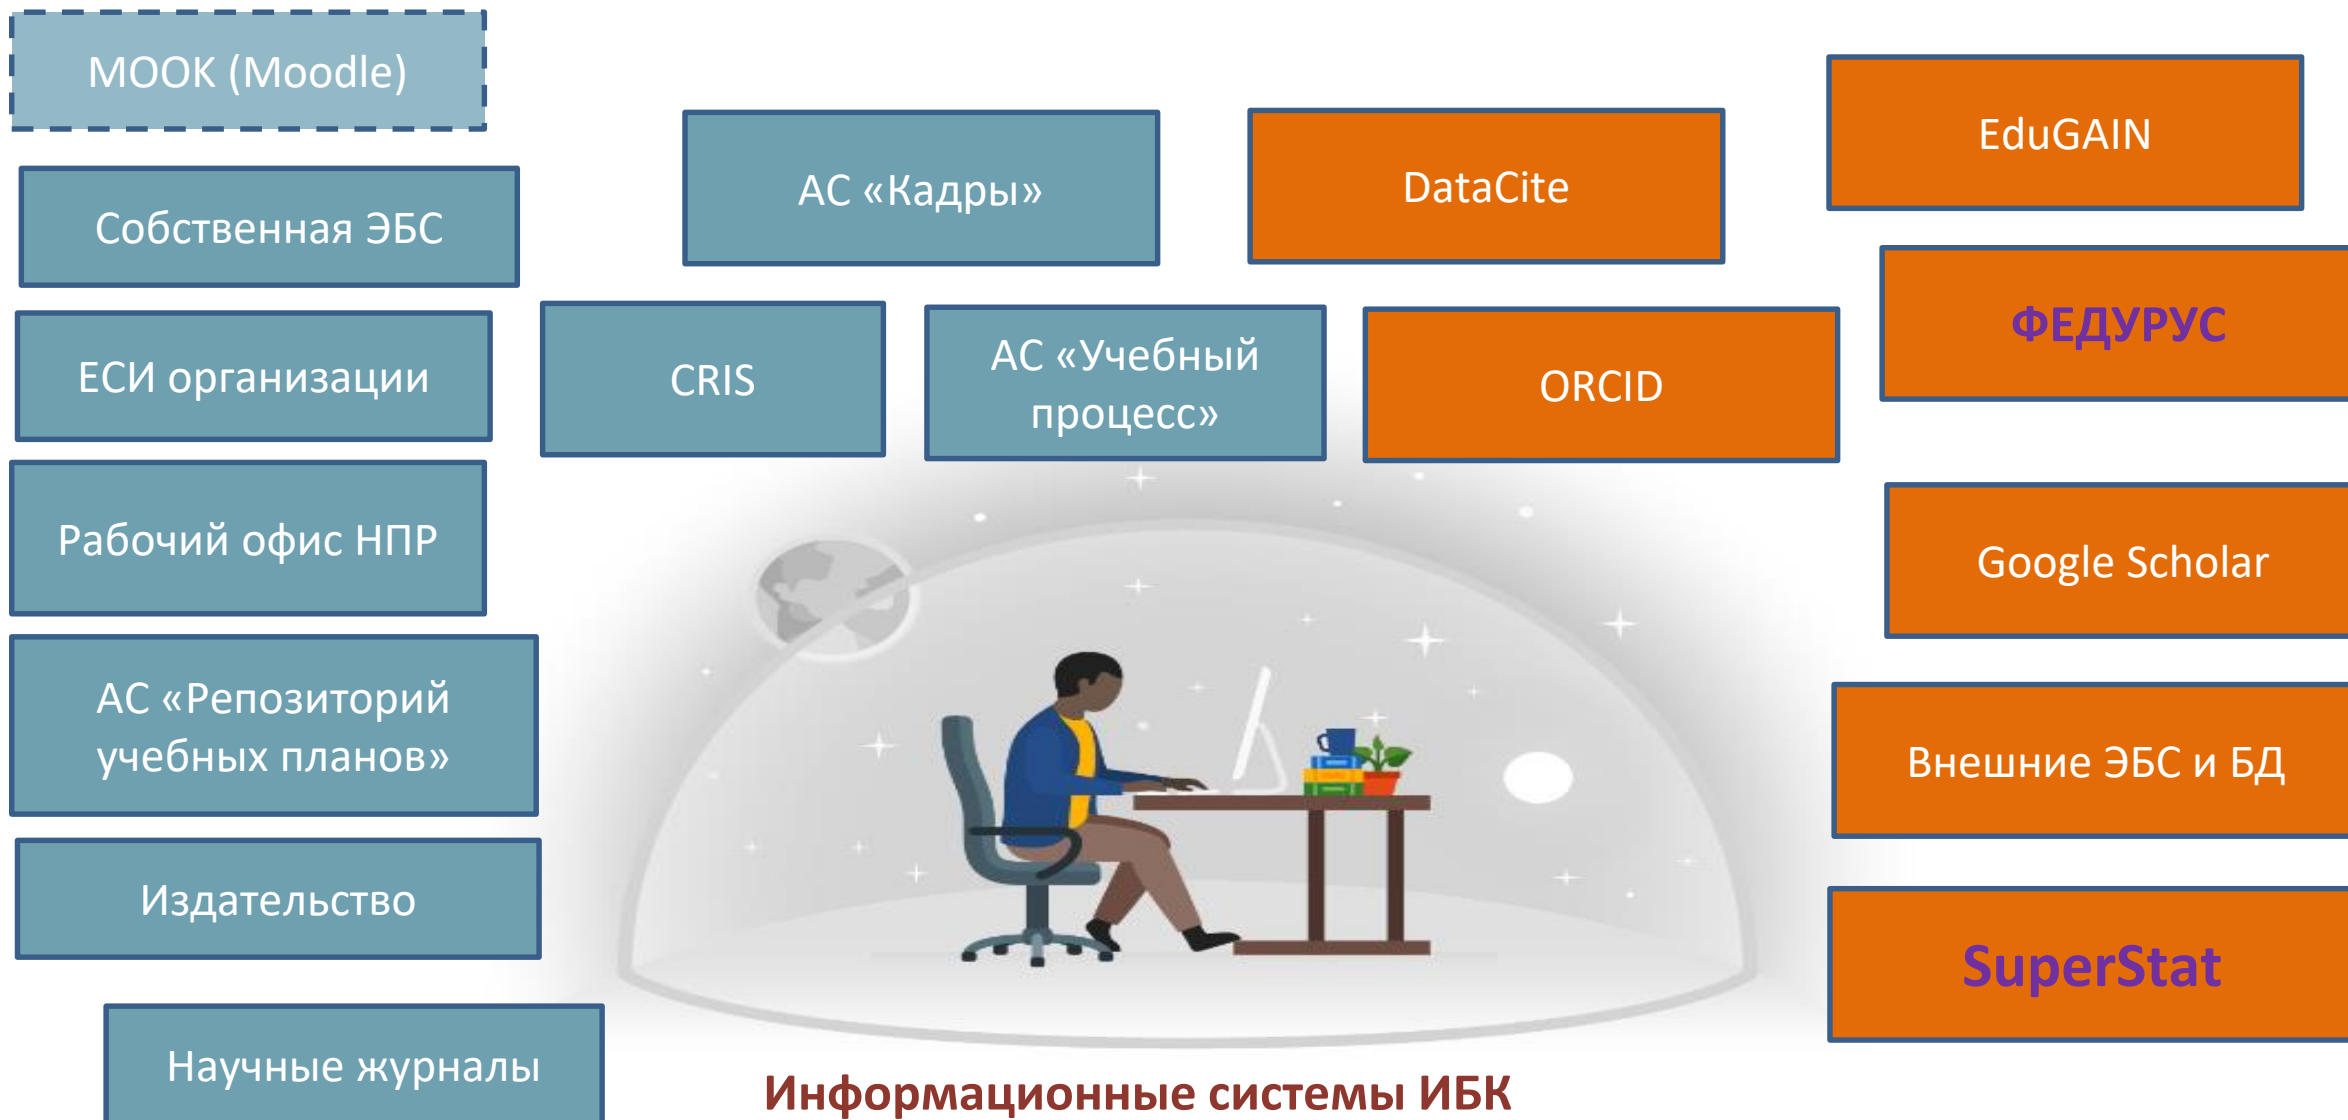 МООК (Moodle)
Собственная ЭБС
ЕСИ организации
Рабочий офис НПР
АС «Репозиторий
учебных планов»
Издательство
Научные журналы
АС «Кадры»
CRIS
АС «Учебный
процесс»
DataCite
ORCID
EduGAIN
ФЕДУРУС
Google Scholar
Внешние ЭБС и БД
SuperStat
Информационные системы ИБК